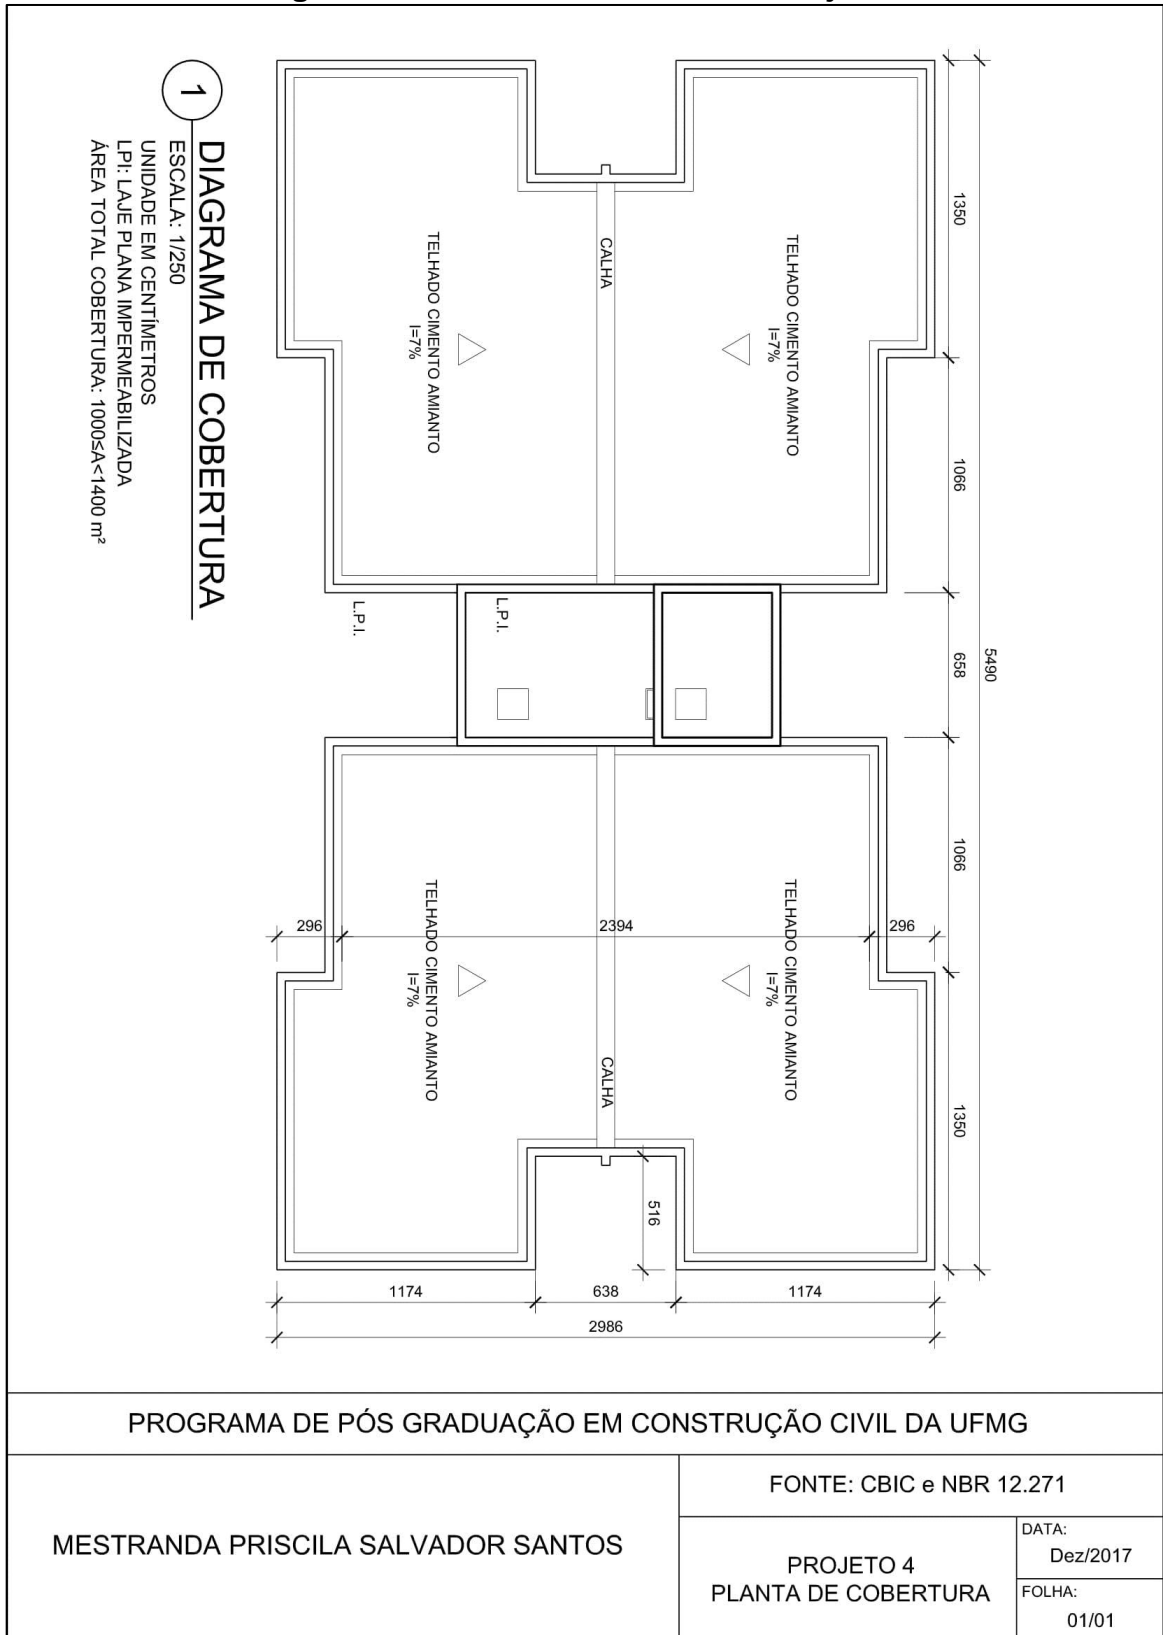 1
DIAGRAMA DE COBERTURA
ESCALA: 1/250
UNIDADE EM CENTÍMETROS
LPI: LAJE PLANA IMPERMEABILIZADA
ÁREA TOTAL COBERTURA: 1000≤A<1400 m²
TELHADO CIMENTO AMIANTO
I=7%
CALHA
TELHADO CIMENTO AMIANTO
I=7%
1350
1066
L.P.I.
L.P.I.
658
5490
1066
296
2394
296
TELHADO CIMENTO AMIANTO
I=7%
CALHA
TELHADO CIMENTO AMIANTO
I=7%
1350
516
1174
638
1174
2986
PROGRAMA DE PÓS GRADUAÇÃO EM CONSTRUÇÃO CIVIL DA UFMG
MESTRANDA PRISCILA SALVADOR SANTOS
FONTE: CBIC e NBR 12.271
PROJETO 4
PLANTA DE COBERTURA
DATA:
Dez/2017
FOLHA:
01/01